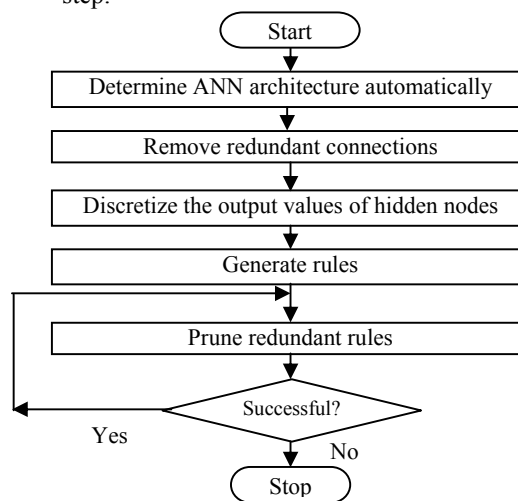 step.
Start
Determine ANN architecture automatically
Remove redundant connections
Discretize the output values of hidden nodes
Generate rules
Prune redundant rules
Successful?
Yes
No
Stop